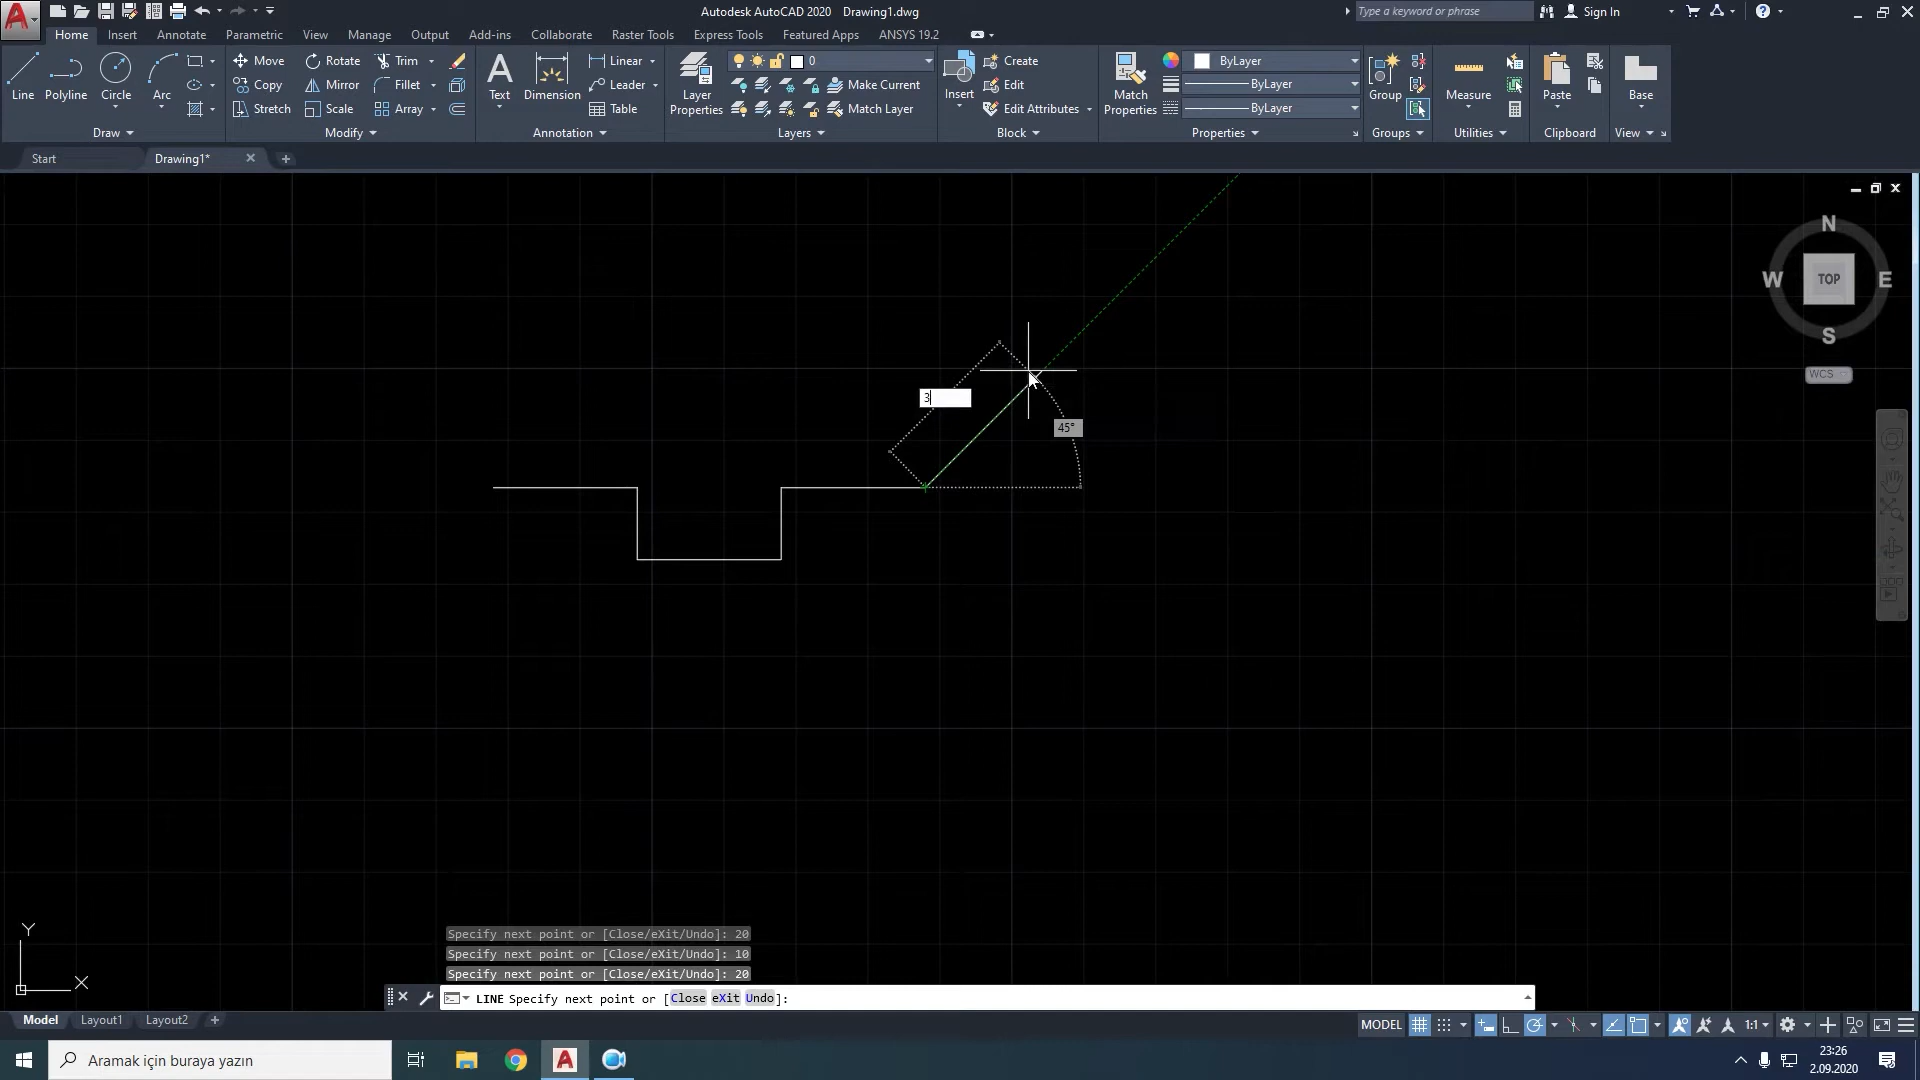 Autodesk AutoCAD 2020 Drawing1.dwg
Type a keyword or phrase
Sign In
Home Insert Annotate Parametric View Manage Output Add-ins Collaborate Raster Tools Express Tools Featured Apps ANSYS 19.2
Line Polyline Circle Arc
Move Rotate Trim
Copy Mirror Fillet
Stretch Scale Array
Text Dimension
Linear
Leader
Table
Layer Properties
0
Make Current
Match Layer
Insert
Create
Edit
Edit Attributes
Match Properties
ByLayer
ByLayer
ByLayer
Group
Measure
Paste
Base
Draw Modify Annotation Layers Block Properties Groups Utilities Clipboard View
Start Drawing1*
N
W TOP E
S
WCS
3
45°
Y
X
Specify next point or [Close/eXit/Undo]: 20
Specify next point or [Close/eXit/Undo]: 10
Specify next point or [Close/eXit/Undo]: 20
LINE Specify next point or [Close eXit Undo]:
Model Layout1 Layout2
MODEL 1:1
Aramak için buraya yazın
23:26
2.09.2020